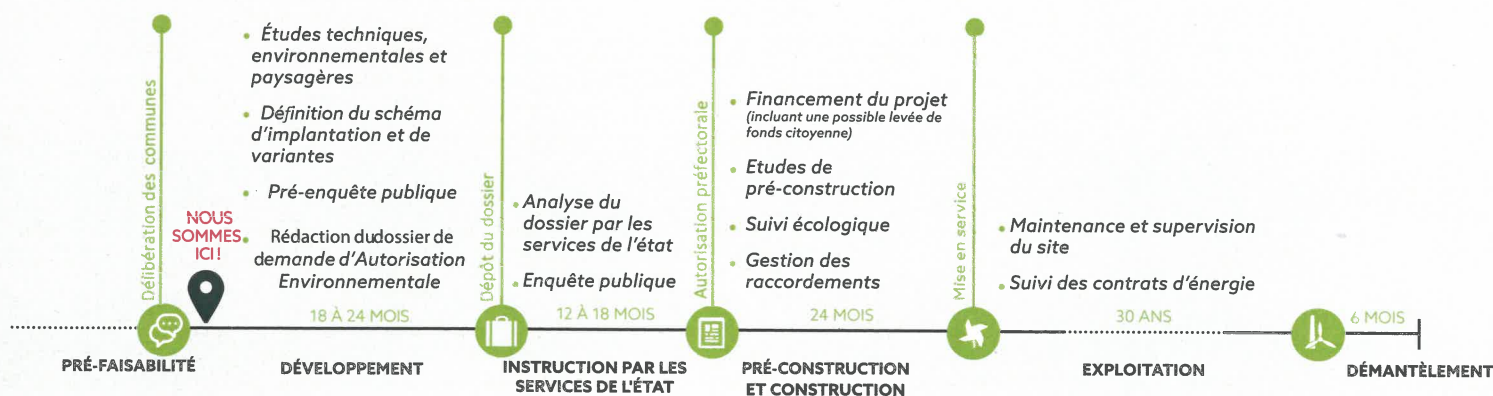 Délibération des communes
NOUS
SOMMES
ICI !
• Études techniques,
environnementales et
paysagères
• Définition du schéma
d'implantation et de
variantes
• Pré-enquête publique
• Rédaction dudossier de
demande d'Autorisation
Environnementale
Dépôt du dossier
• Analyse du
dossier par les
services de l'état
• Enquête publique
Autorisation préfectorale
• Financement du projet
(incluant une possible levée de
fonds citoyenne)
• Etudes de
pré-construction
• Suivi écologique
• Gestion des
raccordements
Mise en service
• Maintenance et supervision
du site
• Suivi des contrats d'énergie
18 À 24 MOIS
12 À 18 MOIS
24 MOIS
30 ANS
6 MOIS
PRÉ-FAISABILITÉ
DÉVELOPPEMENT
INSTRUCTION PAR LES
SERVICES DE L'ÉTAT
PRÉ-CONSTRUCTION
ET CONSTRUCTION
EXPLOITATION
DÉMANTÈLEMENT